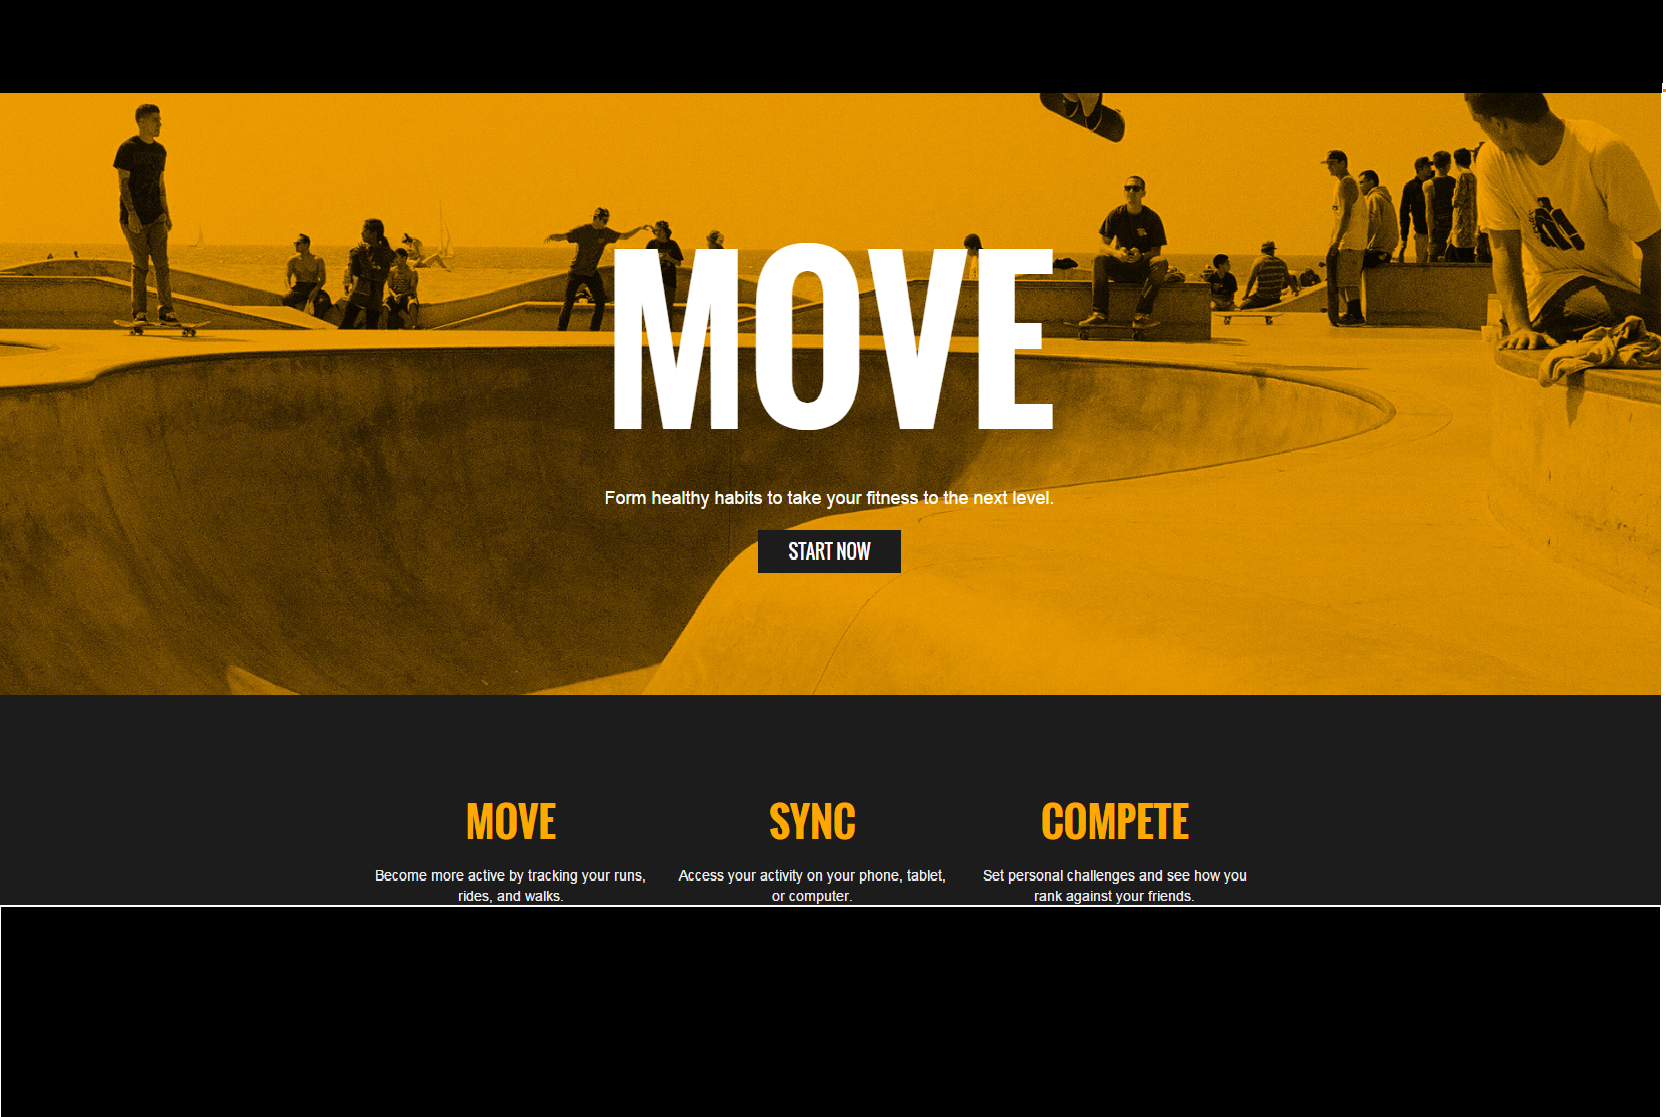 MOVE
Form healthy habits to take your fitness to the next level.
START NOW
MOVE
Become more active by tracking your runs,
rides, and walks.
SYNC
Access your activity on your phone, tablet,
or computer.
COMPETE
Set personal challenges and see how you
rank against your friends.